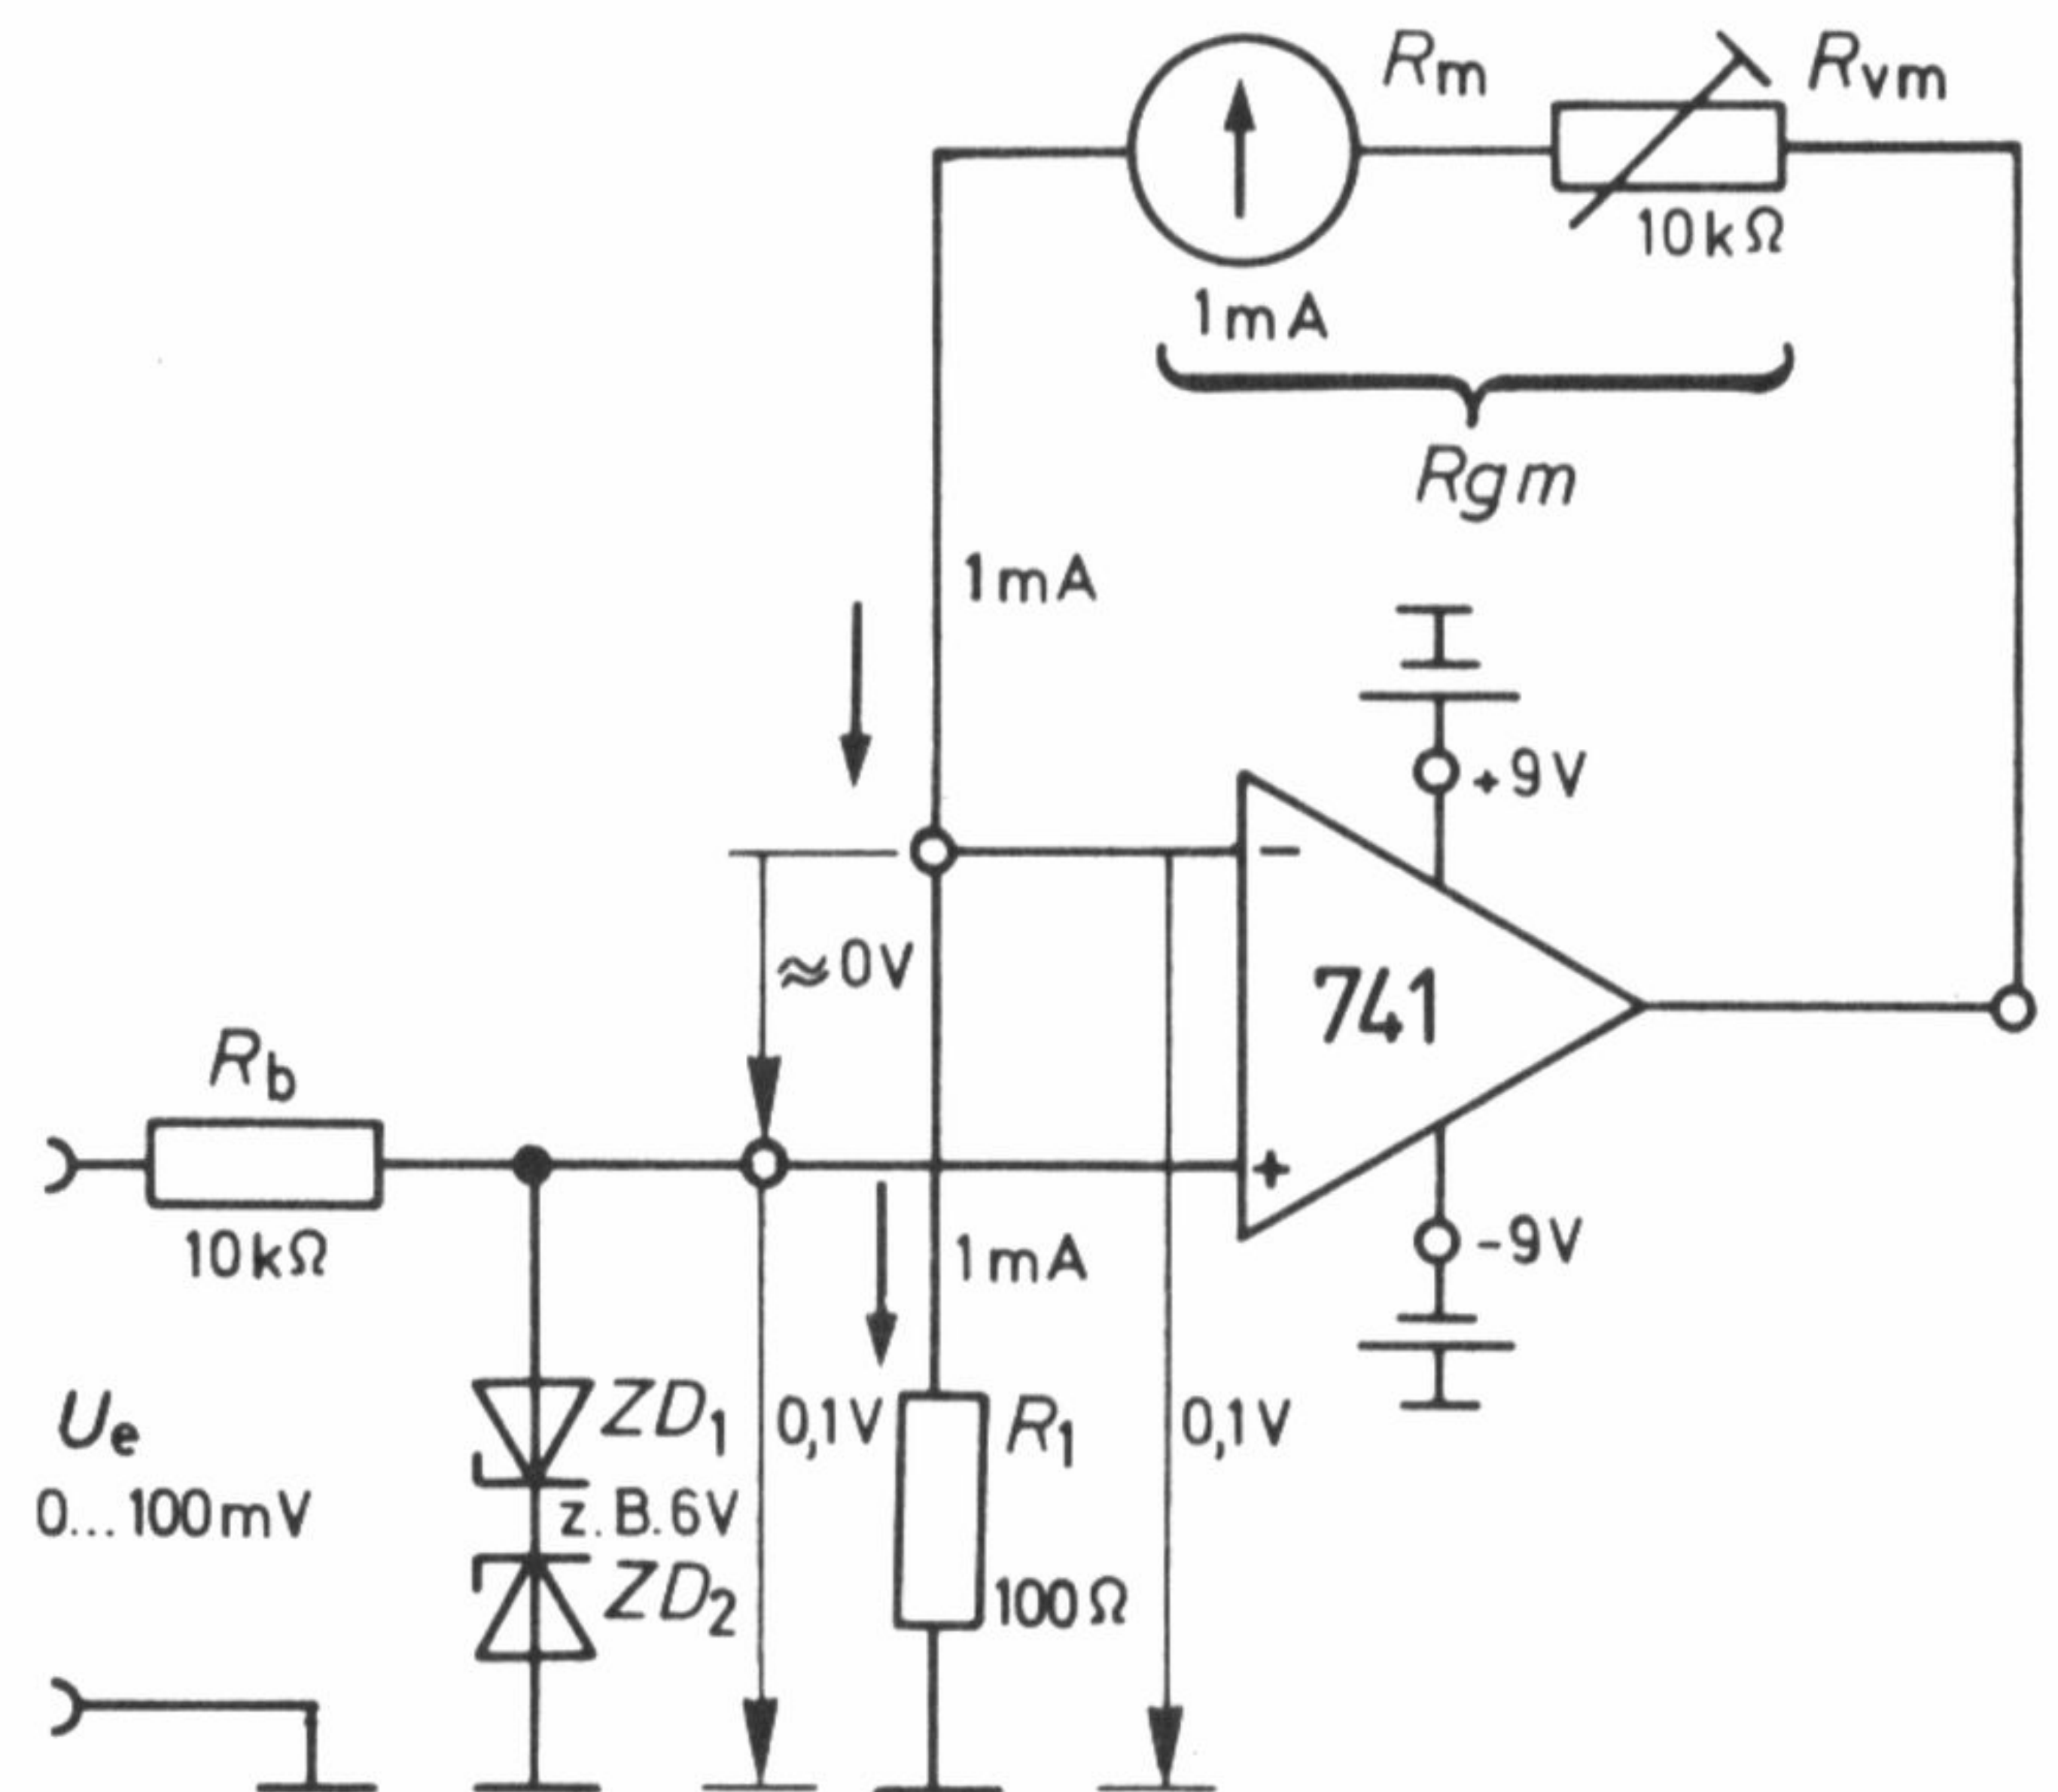 Rm
Rvm
10kΩ
1mA
Rgm
1mA
+9V
−
≈0V
741
Rb
+
10kΩ
1mA
-9V
Ue
0...100mV
ZD1
0,1V
R1
0,1V
z.B.6V
ZD2
100Ω